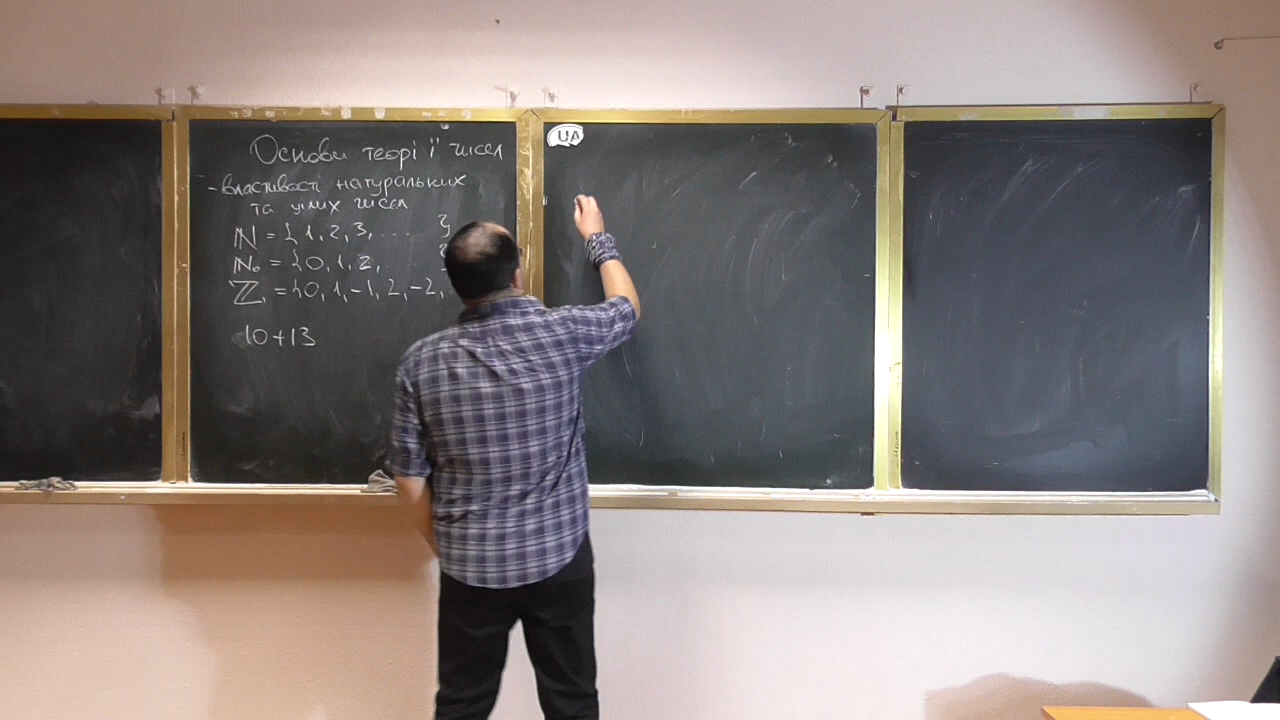 Основи теорії чисел
- властивості натуральних
та цілих чисел
ℕ = {1, 2, 3, ... }
ℕ₀ = {0, 1, 2,
ℤ = {0, 1, -1, 2, -2,
10+13
UA